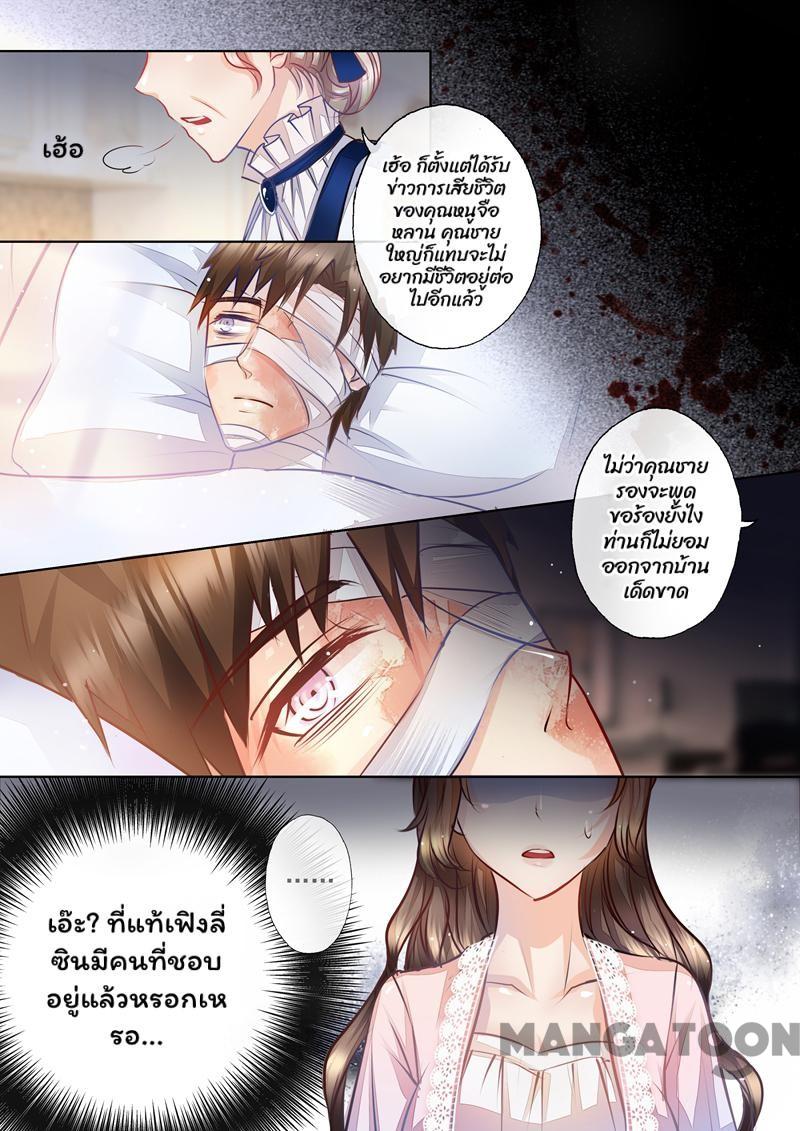 เฮ้อ
เฮ้อ ก็ตั้งแต่ได้รับ
ข่าวการเสียชีวิต
ของคุณหนูจือ
หลาน คุณชาย
ใหญ่ก็แทบจะไม่
อยากมีชีวิตอยู่ต่อ
ไปอีกแล้ว
ไม่ว่าคุณชาย
รองจะพูด
ขอร้องยังไง
ท่านก็ไม่ยอม
ออกจากบ้าน
เด็ดขาด
.......
เอ๊ะ? ที่แท้เฟิงลี่
ซินมีคนที่ชอบ
อยู่แล้วหรอกเห
รอ...
MANGATOON